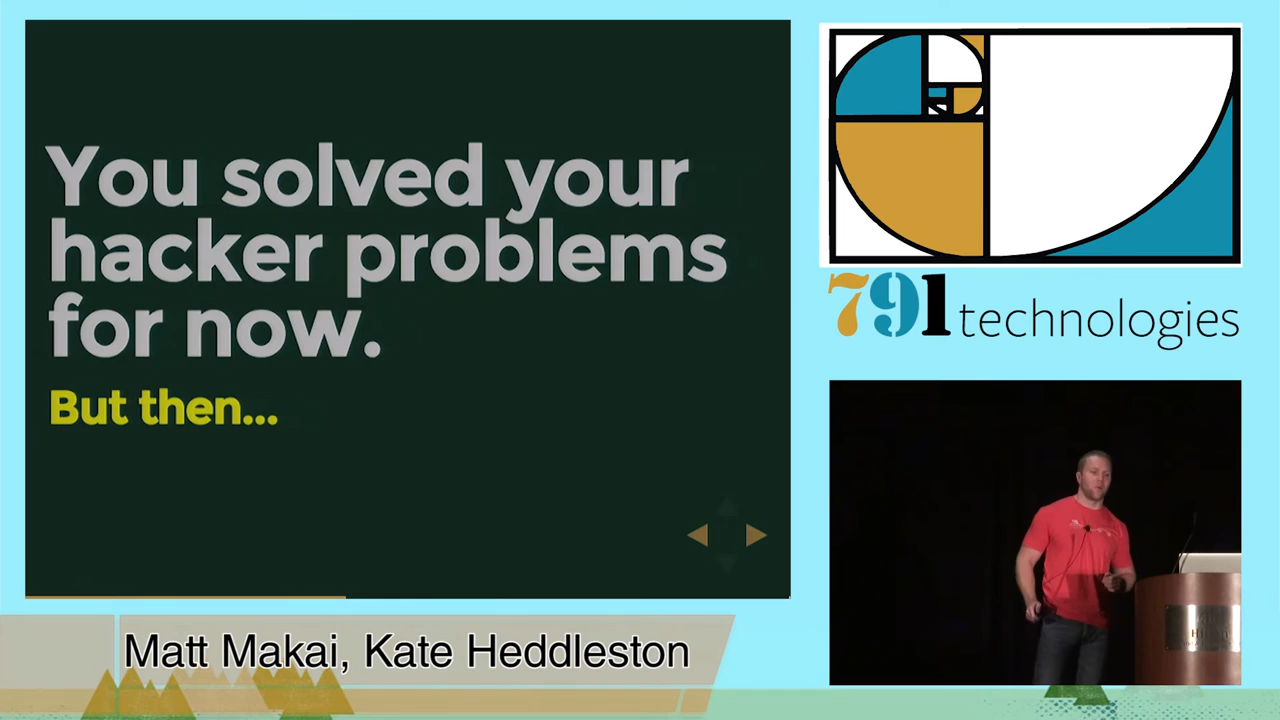 You solved your
hacker problems
for now.
But then...
791 technologies
Matt Makai, Kate Heddleston